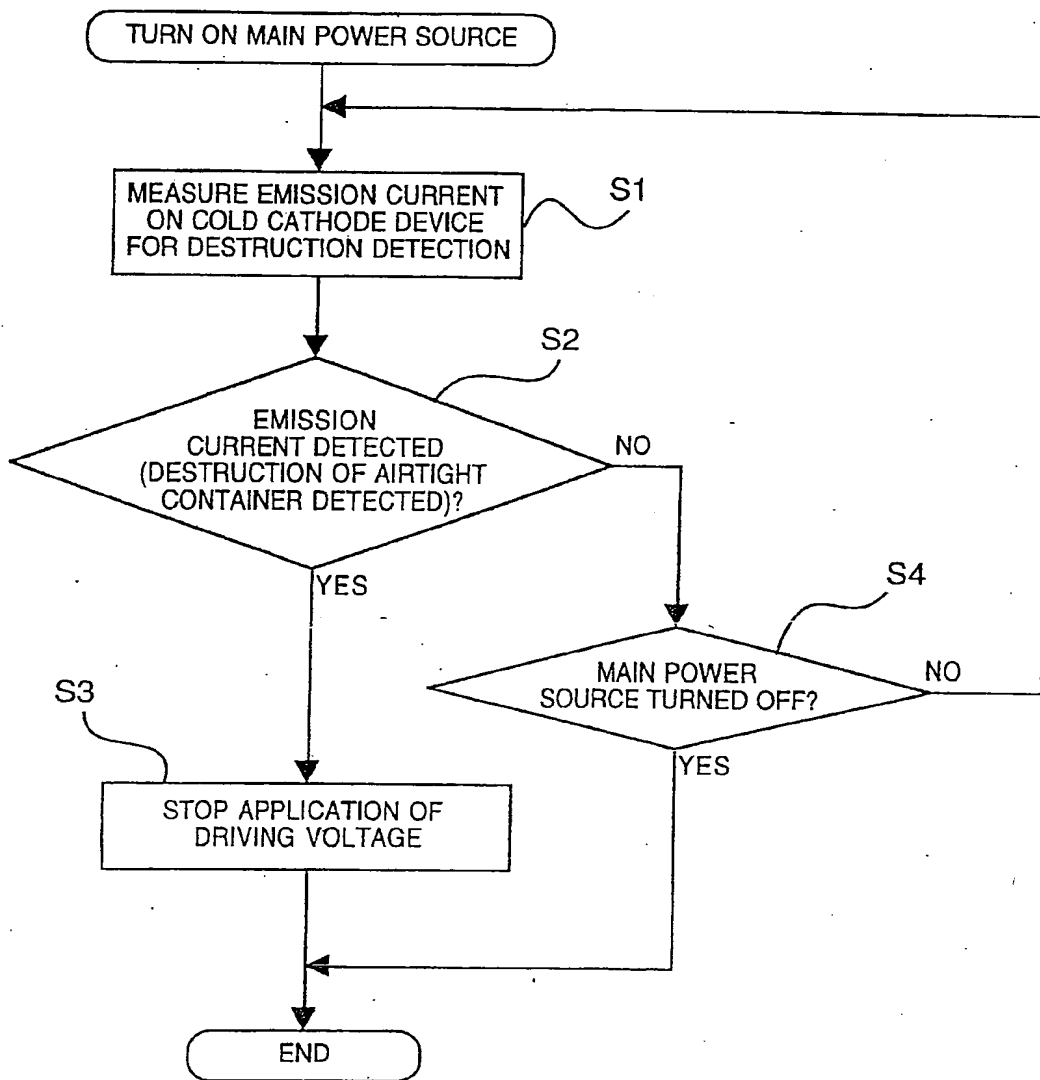 TURN ON MAIN POWER SOURCE
MEASURE EMISSION CURRENT
ON COLD CATHODE DEVICE
FOR DESTRUCTION DETECTION
S1
S2
EMISSION
CURRENT DETECTED
(DESTRUCTION OF AIRTIGHT
CONTAINER DETECTED)?
NO
YES
S4
MAIN POWER
SOURCE TURNED OFF?
NO
YES
S3
STOP APPLICATION OF
DRIVING VOLTAGE
END